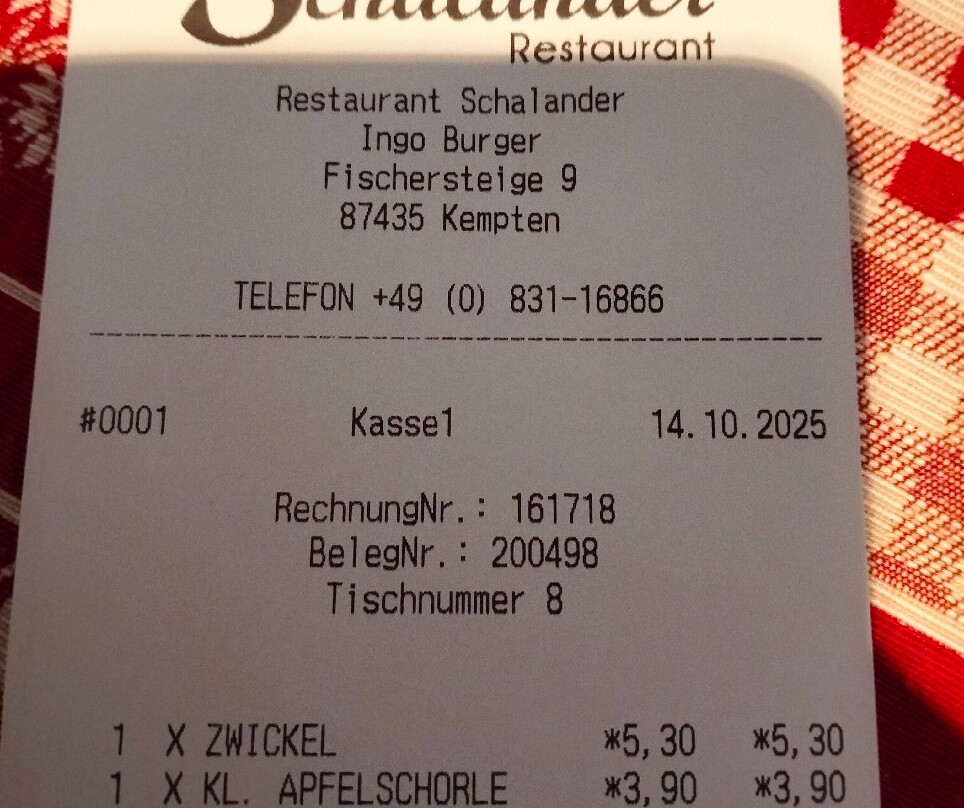 Schalander
Restaurant
Restaurant Schalander
Ingo Burger
Fischersteige 9
87435 Kempten
TELEFON +49 (0) 831-16866
#0001 Kasse1 14.10.2025
RechnungNr.: 161718
BelegNr.: 200498
Tischnummer 8
1 X ZWICKEL *5,30 *5,30
1 X KL. APFELSCHORLE *3,90 *3,90